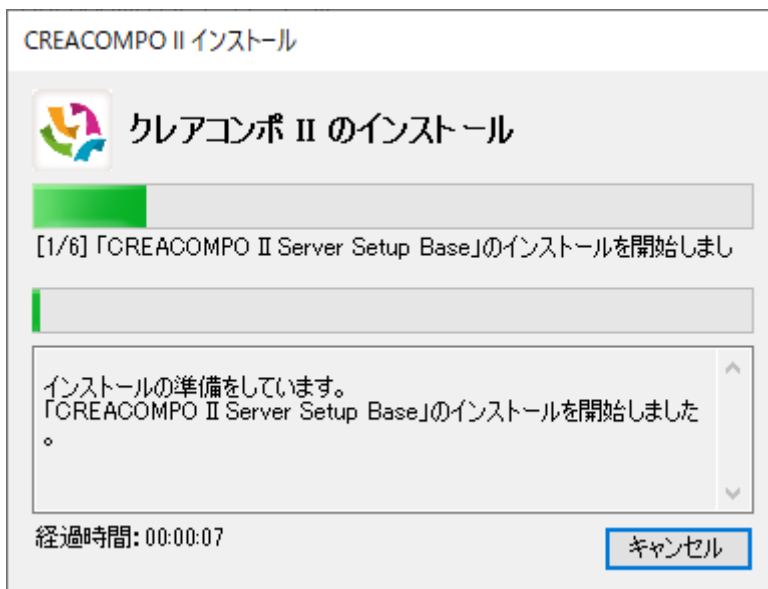 CREACOMPO II インストール
クレアコンポ II のインストール
[1/6] 「CREACOMPO II Server Setup Base」のインストールを開始しまし
インストールの準備をしています。
「CREACOMPO II Server Setup Base」のインストールを開始しました
。
経過時間: 00:00:07
キャンセル